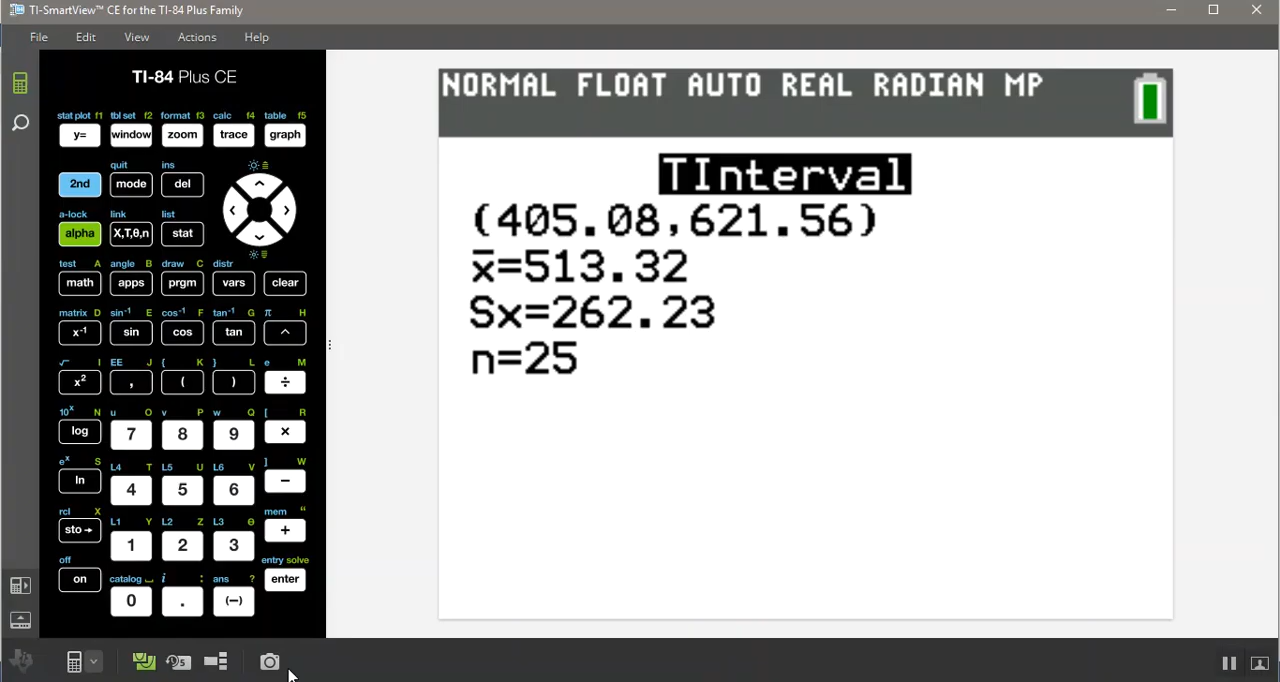 TI-SmartView™ CE for the TI-84 Plus Family
File Edit View Actions Help
TI-84 Plus CE
stat plot f1 tbl set f2 format f3 calc f4 table f5
y= window zoom trace graph
quit ins
2nd mode del
a-lock link list
alpha X,T,θ,n stat
test A angle B draw C distr
math apps prgm vars clear
matrix D sin⁻¹ E cos⁻¹ F tan⁻¹ G π H
x⁻¹ sin cos tan ^
√ I EE J { K } L e M
x² , ( ) ÷
10ˣ N u O v P w Q [ R
log 7 8 9 ×
eˣ S L4 T L5 U L6 V ] W
ln 4 5 6 −
rcl X L1 Y L2 Z L3 θ mem "
sto→ 1 2 3 +
off catalog i : ans ? entry solve
on 0 . (−) enter
NORMAL FLOAT AUTO REAL RADIAN MP
TInterval
(405.08,621.56)
x̄=513.32
Sx=262.23
n=25